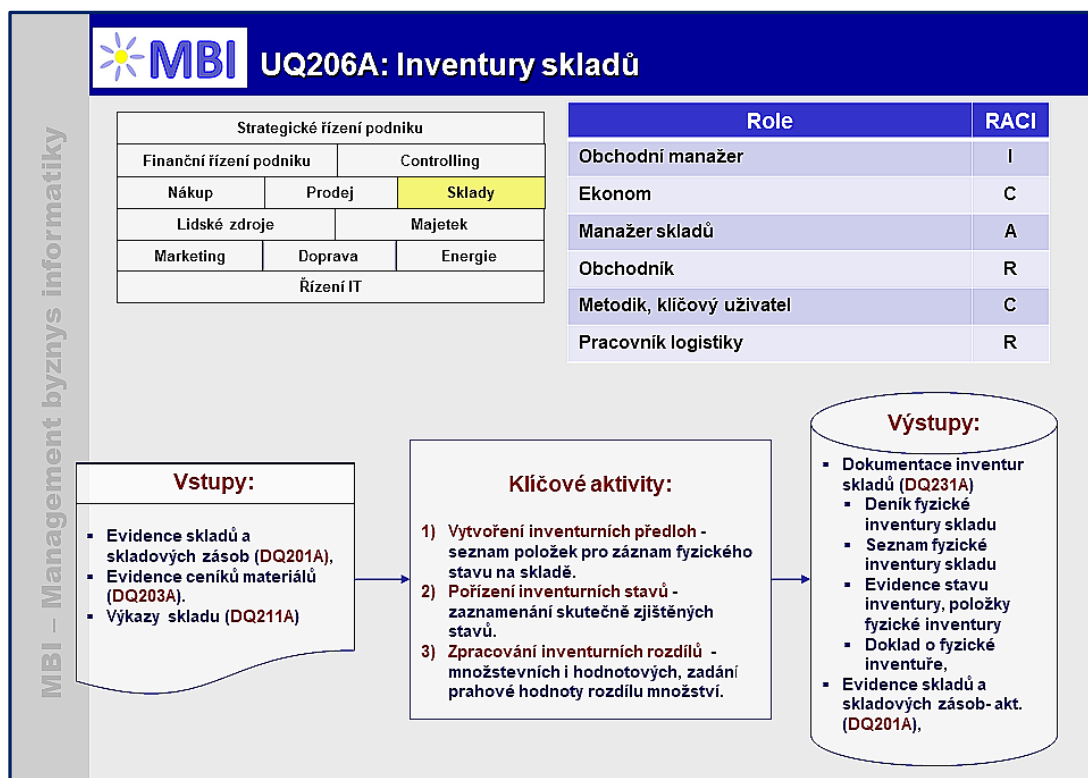 MBI
UQ206A: Inventury skladů
MBI – Management byznys informatiky
Strategické řízení podniku
Finanční řízení podniku Controlling
Nákup Prodej Sklady
Lidské zdroje Majetek
Marketing Doprava Energie
Řízení IT
Role RACI
Obchodní manažer I
Ekonom C
Manažer skladů A
Obchodník R
Metodik, klíčový uživatel C
Pracovník logistiky R
Vstupy:
▪ Evidence skladů a
skladových zásob (DQ201A),
▪ Evidence ceníků materiálů
(DQ203A).
▪ Výkazy skladu (DQ211A)
Klíčové aktivity:
1) Vytvoření inventurních předloh -
seznam položek pro záznam fyzického
stavu na skladě.
2) Pořízení inventurních stavů -
zaznamenání skutečně zjištěných
stavů.
3) Zpracování inventurních rozdílů -
množstevních i hodnotových, zadání
prahové hodnoty rozdílu množství.
Výstupy:
▪ Dokumentace inventur
skladů (DQ231A)
▪ Deník fyzické
inventury skladu
▪ Seznam fyzické
inventury skladu
▪ Evidence stavu
inventury, položky
fyzické inventury
▪ Doklad o fyzické
inventuře,
▪ Evidence skladů a
skladových zásob- akt.
(DQ201A),